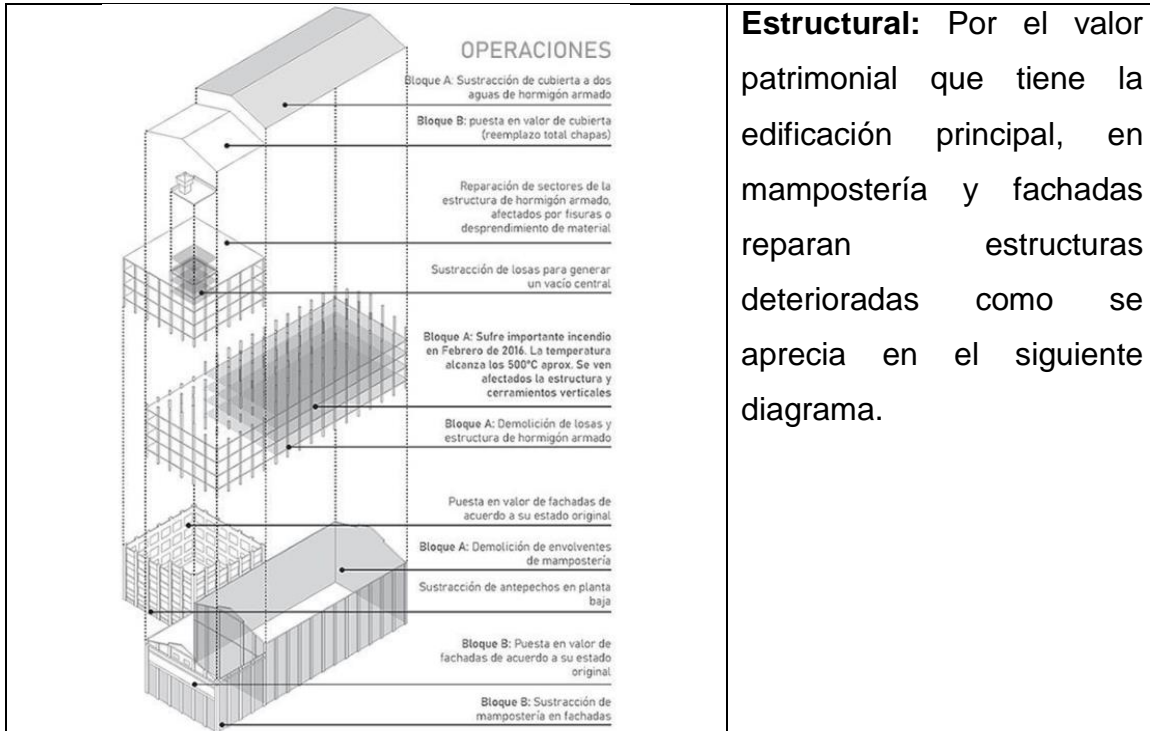 OPERACIONES
Bloque A: Sustracción de cubierta a dos
aguas de hormigón armado
Bloque B: puesta en valor de cubierta
(reemplazo total chapas)
Reparación de sectores de la
estructura de hormigón armado,
afectados por fisuras o
desprendimiento de material
Sustracción de losas para generar
un vacío central
Bloque A: Sufre importante incendio
en Febrero de 2016. La temperatura
alcanza los 500°C aprox. Se ven
afectados la estructura y
cerramientos verticales
Bloque A: Demolición de losas y
estructura de hormigón armado
Puesta en valor de fachadas de
acuerdo a su estado original
Bloque A: Demolición de envolventes
de mampostería
Sustracción de antepechos en planta
baja
Bloque B: Puesta en valor de
fachadas de acuerdo a su estado
original
Bloque B: Sustracción de
mampostería en fachadas
Estructural: Por el valor
patrimonial que tiene la
edificación principal, en
mampostería y fachadas
reparan estructuras
deterioradas como se
aprecia en el siguiente
diagrama.